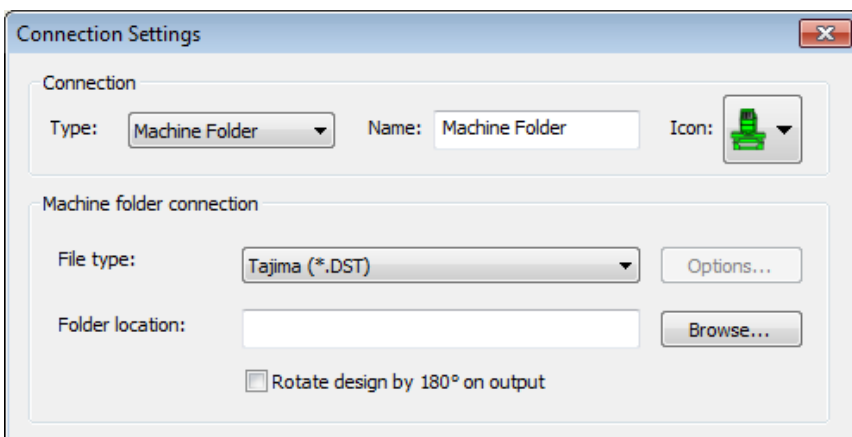 Connection Settings
Connection
Type: Machine Folder Name: Machine Folder Icon:
Machine folder connection
File type: Tajima (*.DST) Options...
Folder location: Browse...
Rotate design by 180° on output